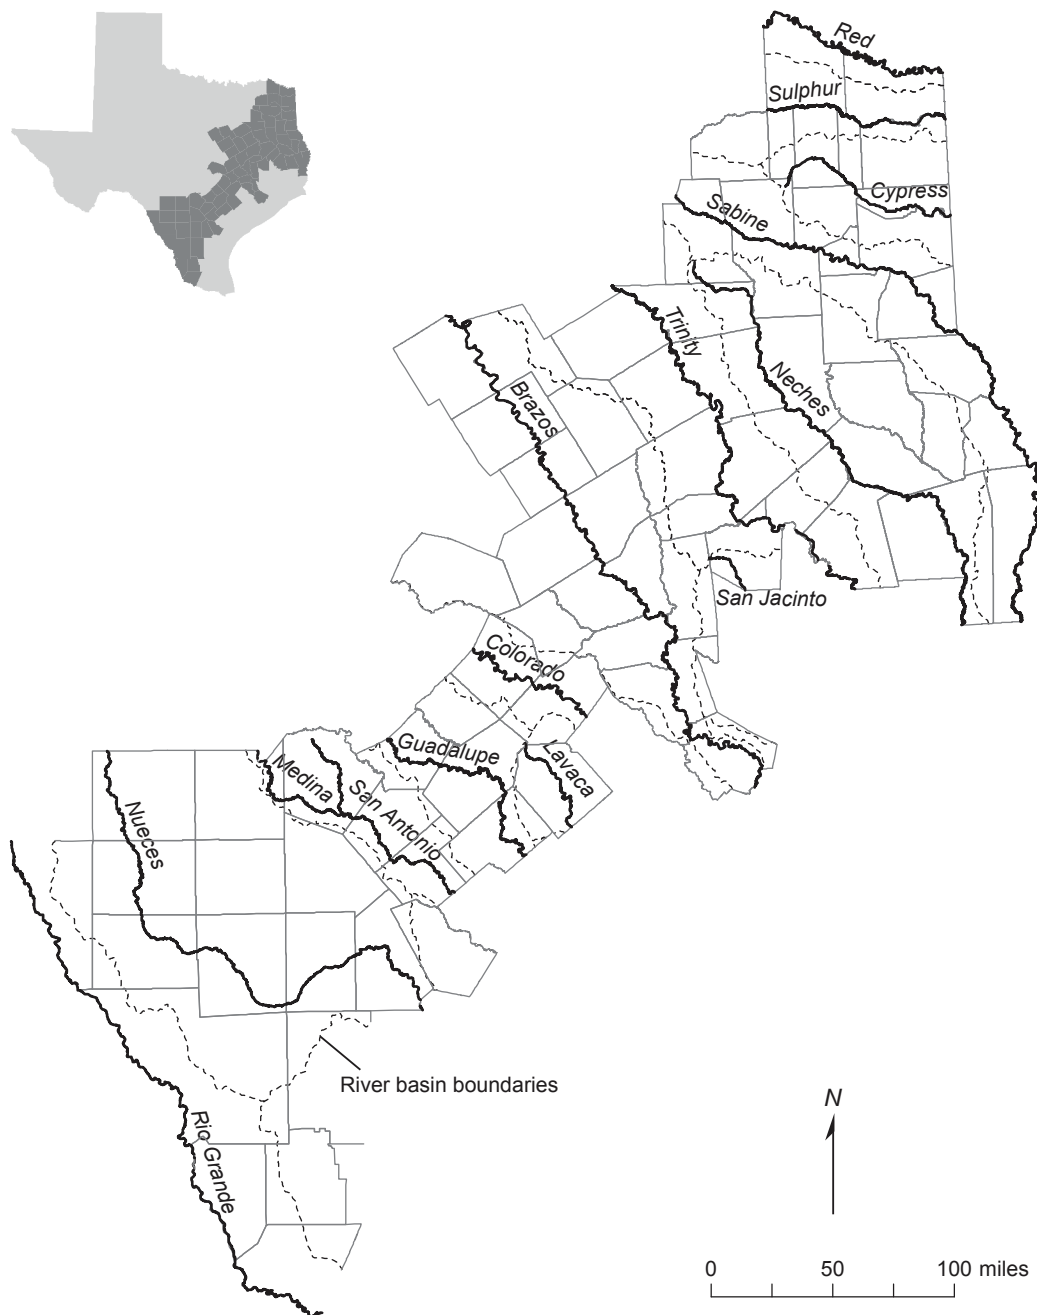 Red
Sulphur
Cypress
Sabine
Trinity
Neches
Brazos
San Jacinto
Colorado
Guadalupe
Lavaca
Medina
San Antonio
Nueces
River basin boundaries
Rio Grande
N
0 50 100 miles